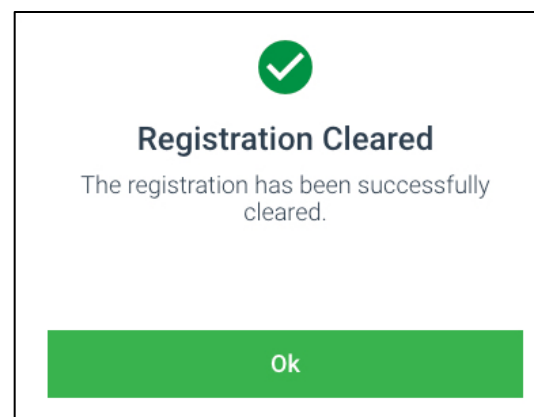 Registration Cleared
The registration has been successfully
cleared.
Ok